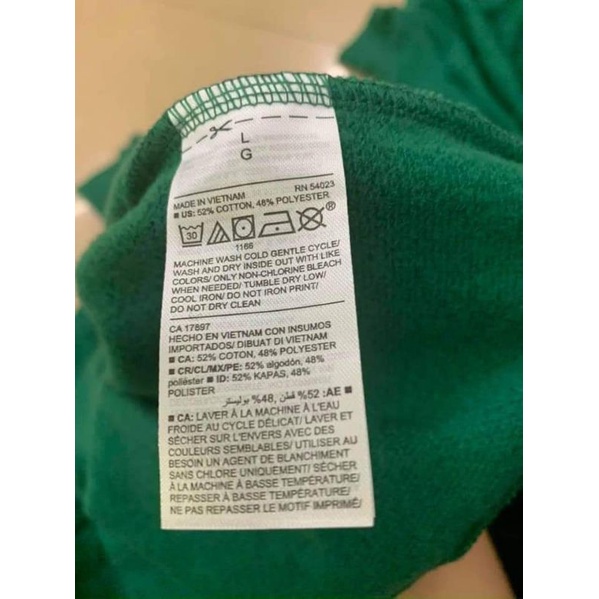 L
G
MADE IN VIETNAM RN 54023
■ US: 52% COTTON, 48% POLYESTER
30
1166
MACHINE WASH COLD GENTLE CYCLE/
WASH AND DRY INSIDE OUT WITH LIKE
COLORS/ ONLY NON-CHLORINE BLEACH
WHEN NEEDED/ TUMBLE DRY LOW/
COOL IRON/ DO NOT IRON PRINT/
DO NOT DRY CLEAN
CA 17897
HECHO EN VIETNAM CON INSUMOS
IMPORTADOS/ DIBUAT DI VIETNAM
■ CA: 52% COTTON, 48% POLYESTER
■ CR/CL/MX/PE: 52% algodón, 48%
poliéster ■ ID: 52% KAPAS, 48%
POLISTER
■ AE: 52% قطن, 48% بوليستر
■ CA: LAVER À LA MACHINE À L'EAU
FROIDE AU CYCLE DÉLICAT/ LAVER ET
SÉCHER SUR L'ENVERS AVEC DES
COULEURS SEMBLABLES/ UTILISER AU
BESOIN UN AGENT DE BLANCHIMENT
SANS CHLORE UNIQUEMENT/ SÉCHER
À LA MACHINE À BASSE TEMPÉRATURE/
REPASSER À BASSE TEMPÉRATURE/
NE PAS REPASSER LE MOTIF IMPRIMÉ/